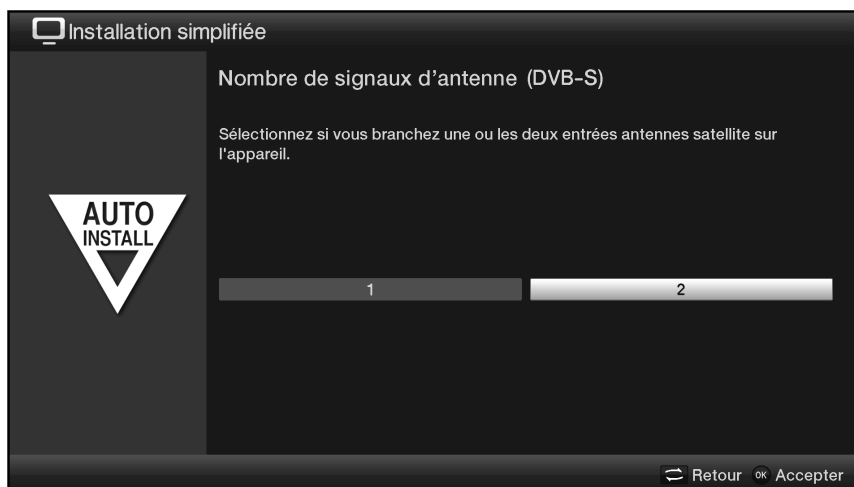 Installation simplifiée
Nombre de signaux d'antenne (DVB-S)
Sélectionnez si vous branchez une ou les deux entrées antennes satellite sur
l'appareil.
AUTO
INSTALL
1
2
Retour OK Accepter